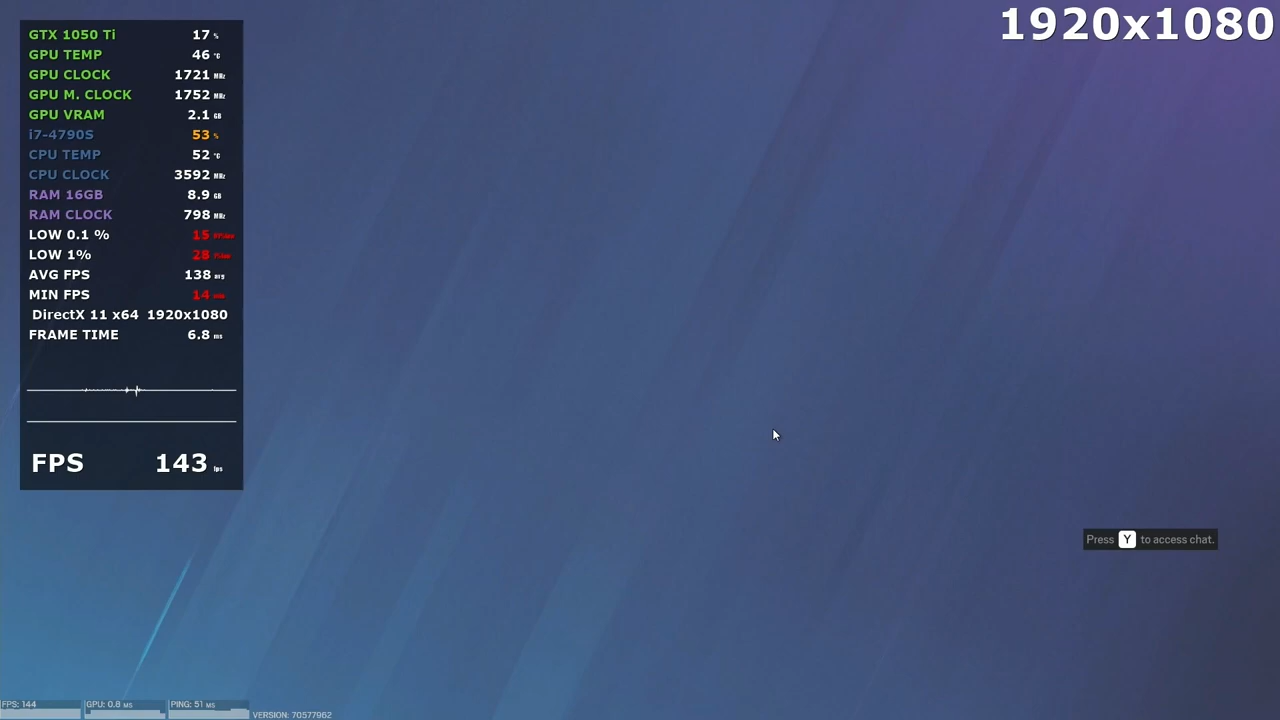 1920x1080
GTX 1050 Ti 17 %
GPU TEMP 46 °C
GPU CLOCK 1721 MHz
GPU M. CLOCK 1752 MHz
GPU VRAM 2.1 GB
i7-4790S 53 %
CPU TEMP 52 °C
CPU CLOCK 3592 MHz
RAM 16GB 8.9 GB
RAM CLOCK 798 MHz
LOW 0.1 % 15
LOW 1% 28
AVG FPS 138 avg
MIN FPS 14
DirectX 11 x64 1920x1080
FRAME TIME 6.8 ms
FPS 143 fps
Press Y to access chat.
FPS: 144 GPU: 0.8 MS PING: 51 MS VERSION: 70577962